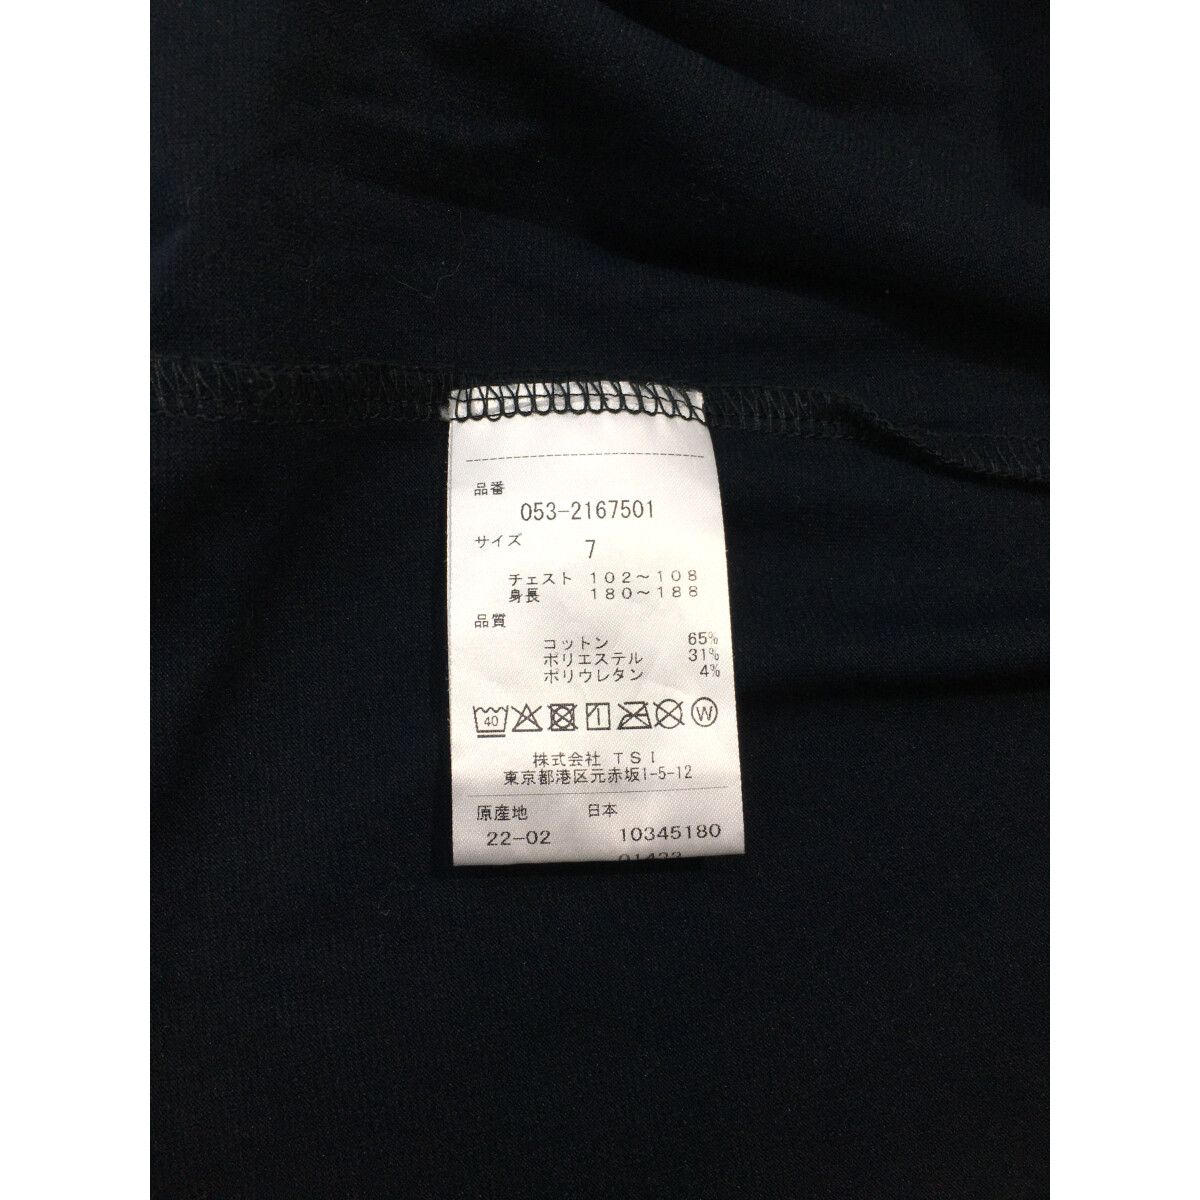 品番
053-2167501
サイズ 7
チェスト 102～108
身長 180～188
品質
コットン 65%
ポリエステル 31%
ポリウレタン 4%
40 W
株式会社 TSI
東京都港区元赤坂1-5-12
原産地 日本
22-02 10345180